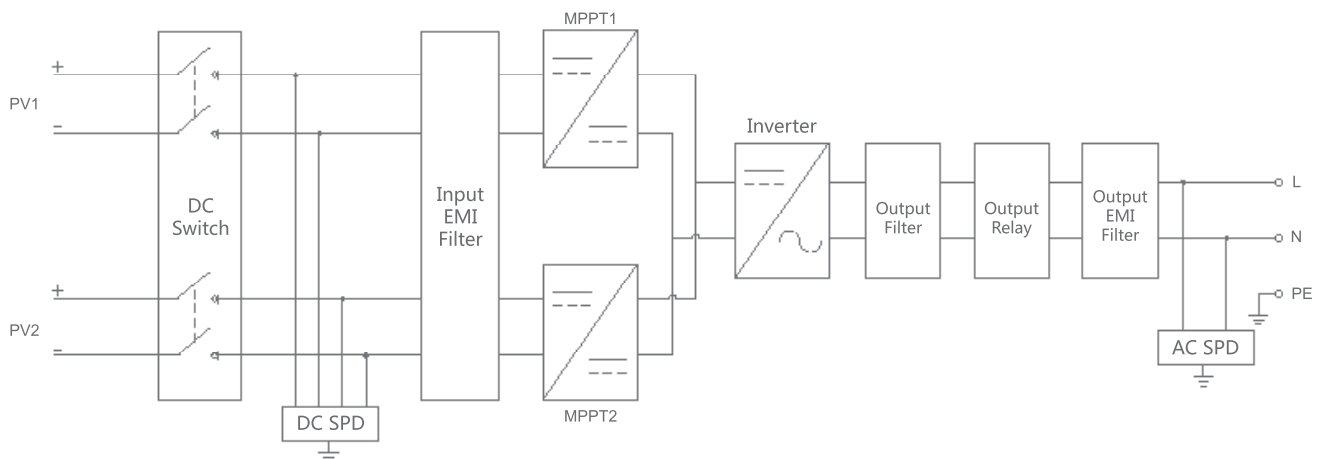 MPPT1
+
PV1
−
DC
Switch
Input
EMI
Filter
Inverter
Output
Filter
Output
Relay
Output
EMI
Filter
L
N
PE
+
PV2
−
AC SPD
DC SPD
MPPT2